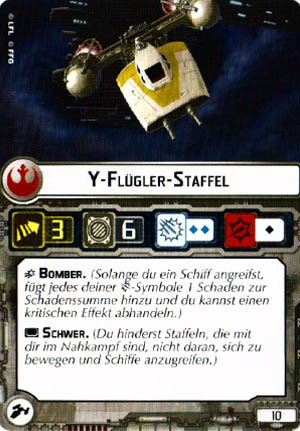 © LFL © FFG
Y-Flügler-Staffel
3 6
Bomber. (Solange du ein Schiff angreifst,
fügt jedes deiner -Symbole 1 Schaden zur
Schadenssumme hinzu und du kannst einen
kritischen Effekt abhandeln.)
Schwer. (Du hinderst Staffeln, die mit
dir im Nahkampf sind, nicht daran, sich zu
bewegen und Schiffe anzugreifen.)
10